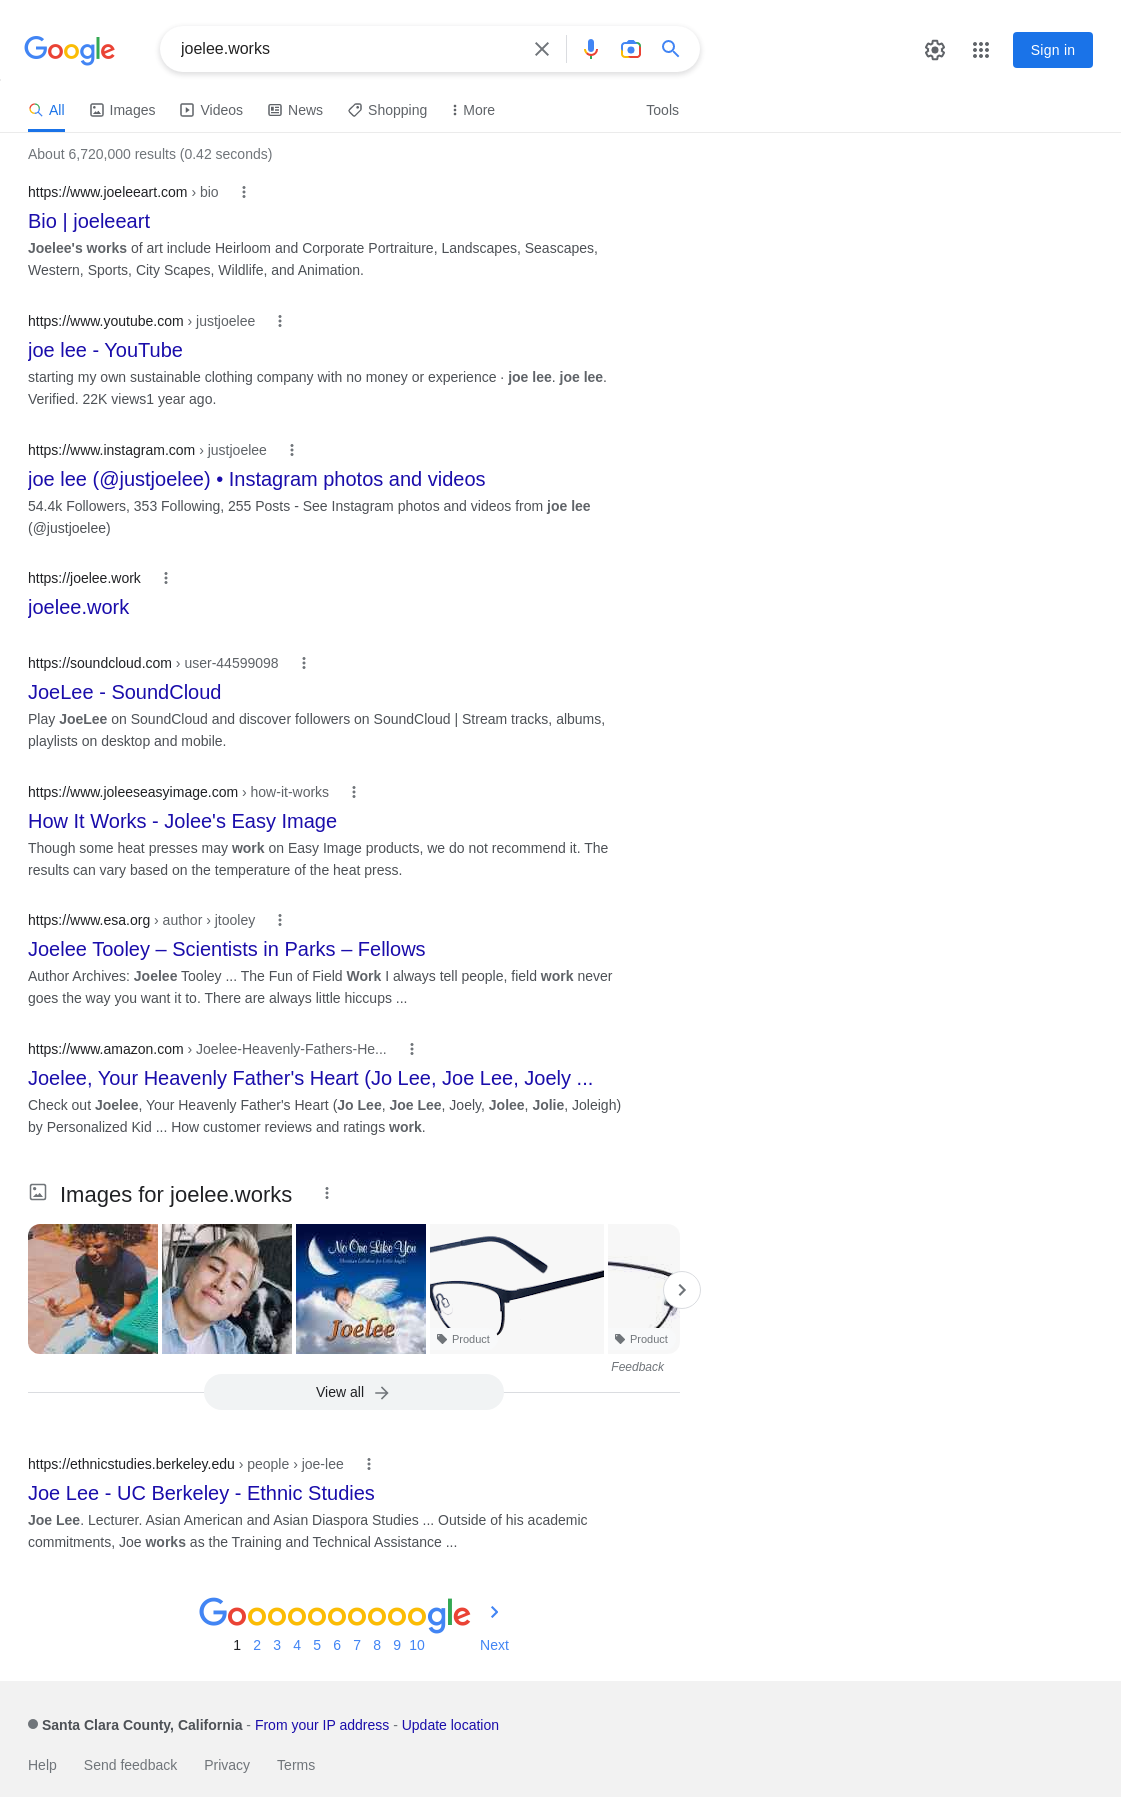 Google
joelee.works
Sign in
All Images Videos News Shopping More Tools
About 6,720,000 results (0.42 seconds)
https://www.joeleeart.com › bio
Bio | joeleeart
Joelee's works of art include Heirloom and Corporate Portraiture, Landscapes, Seascapes,
Western, Sports, City Scapes, Wildlife, and Animation.
https://www.youtube.com › justjoelee
joe lee - YouTube
starting my own sustainable clothing company with no money or experience · joe lee. joe lee.
Verified. 22K views1 year ago.
https://www.instagram.com › justjoelee
joe lee (@justjoelee) • Instagram photos and videos
54.4k Followers, 353 Following, 255 Posts - See Instagram photos and videos from joe lee
(@justjoelee)
https://joelee.work
joelee.work
https://soundcloud.com › user-44599098
JoeLee - SoundCloud
Play JoeLee on SoundCloud and discover followers on SoundCloud | Stream tracks, albums,
playlists on desktop and mobile.
https://www.joleeseasyimage.com › how-it-works
How It Works - Jolee's Easy Image
Though some heat presses may work on Easy Image products, we do not recommend it. The
results can vary based on the temperature of the heat press.
https://www.esa.org › author › jtooley
Joelee Tooley – Scientists in Parks – Fellows
Author Archives: Joelee Tooley ... The Fun of Field Work I always tell people, field work never
goes the way you want it to. There are always little hiccups ...
https://www.amazon.com › Joelee-Heavenly-Fathers-He...
Joelee, Your Heavenly Father's Heart (Jo Lee, Joe Lee, Joely ...
Check out Joelee, Your Heavenly Father's Heart (Jo Lee, Joe Lee, Joely, Jolee, Jolie, Joleigh)
by Personalized Kid ... How customer reviews and ratings work.
Images for joelee.works
No One Like You
Christian Lullabies for Little Angels
Joelee
Product
Product
Feedback
View all
https://ethnicstudies.berkeley.edu › people › joe-lee
Joe Lee - UC Berkeley - Ethnic Studies
Joe Lee. Lecturer. Asian American and Asian Diaspora Studies ... Outside of his academic
commitments, Joe works as the Training and Technical Assistance ...
Goooooooooogle
1 2 3 4 5 6 7 8 9 10 Next
Santa Clara County, California - From your IP address - Update location
Help Send feedback Privacy Terms